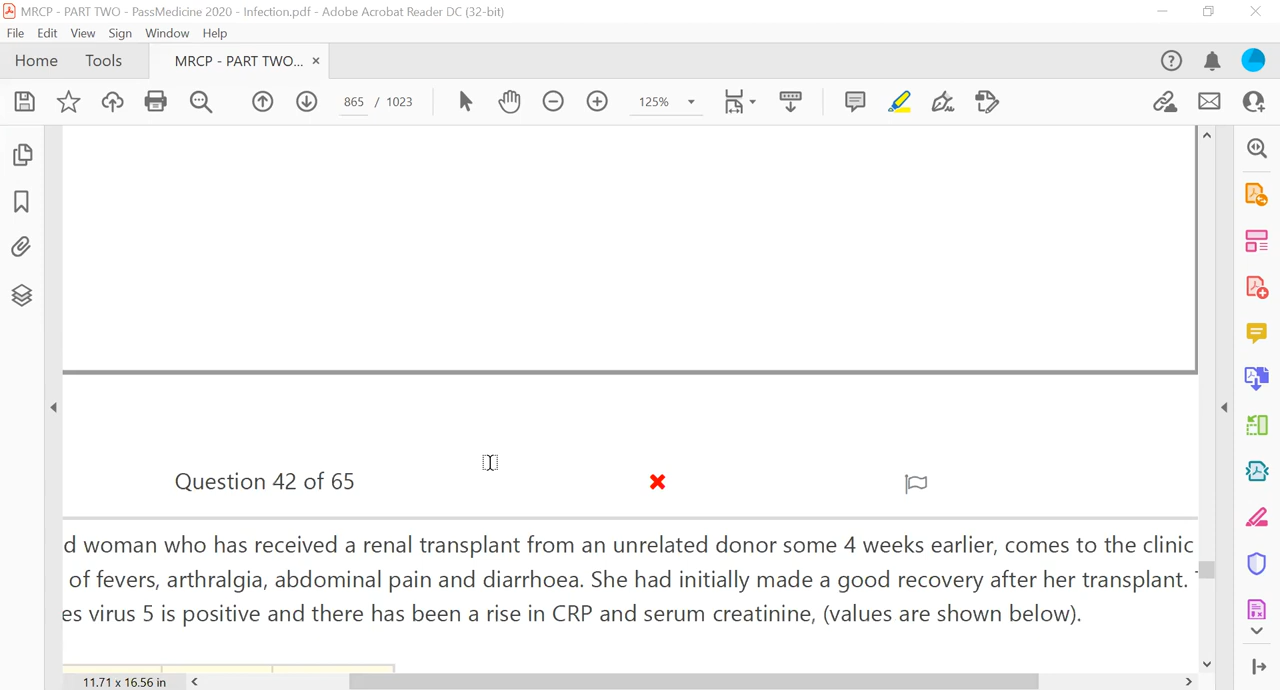 MRCP - PART TWO - PassMedicine 2020 - Infection.pdf - Adobe Acrobat Reader DC (32-bit)
File Edit View Sign Window Help
Home Tools MRCP - PART TWO... ×
865 / 1023 125%
Question 42 of 65
d woman who has received a renal transplant from an unrelated donor some 4 weeks earlier, comes to the clinic
of fevers, arthralgia, abdominal pain and diarrhoea. She had initially made a good recovery after her transplant.
es virus 5 is positive and there has been a rise in CRP and serum creatinine, (values are shown below).
11.71 x 16.56 in